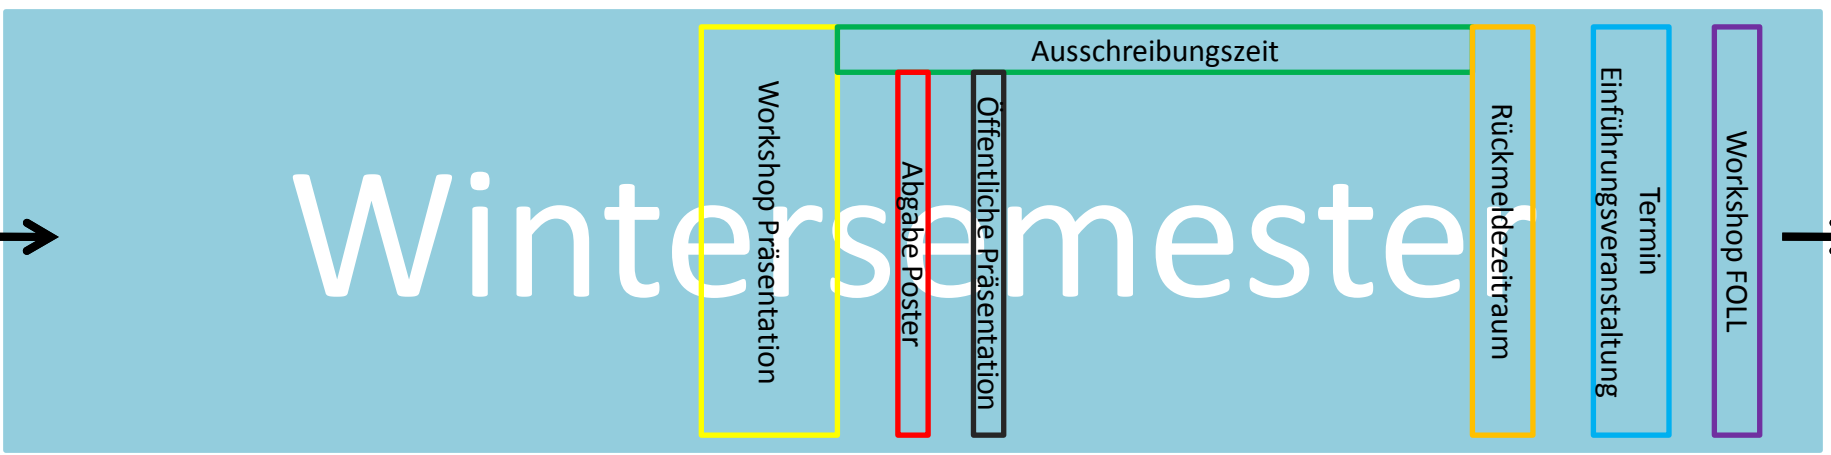 Wintersemester
Workshop Präsentation
Ausschreibungszeit
Abgabe Poster
Öffentliche Präsentation
Rückmeldezeitraum
Termin
Einführungsveranstaltung
Workshop FOLL